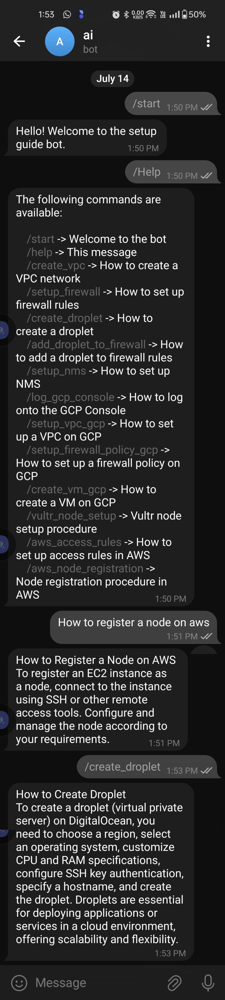 1:53 0.00 KB/S Vo LTE 50%
A
ai
bot
July 14
/start 1:50 PM
Hello! Welcome to the setup
guide bot. 1:50 PM
/Help 1:50 PM
The following commands are
available:
/start -> Welcome to the bot
/help -> This message
/create_vpc -> How to create a
VPC network
/setup_firewall -> How to set up
firewall rules
/create_droplet -> How to
create a droplet
/add_droplet_to_firewall -> How
to add a droplet to firewall rules
/setup_nms -> How to set up
NMS
/log_gcp_console -> How to log
onto the GCP Console
/setup_vpc_gcp -> How to set
up a VPC on GCP
/setup_firewall_policy_gcp ->
How to set up a firewall policy on
GCP
/create_vm_gcp -> How to
create a VM on GCP
/vultr_node_setup -> Vultr node
setup procedure
/aws_access_rules -> How to
set up access rules in AWS
/aws_node_registration ->
Node registration procedure in
AWS 1:50 PM
How to register a node on aws
1:51 PM
How to Register a Node on AWS
To register an EC2 instance as
a node, connect to the instance
using SSH or other remote
access tools. Configure and
manage the node according to
your requirements. 1:51 PM
/create_droplet 1:53 PM
How to Create Droplet
To create a droplet (virtual private
server) on DigitalOcean, you
need to choose a region, select
an operating system, customize
CPU and RAM specifications,
configure SSH key authentication,
specify a hostname, and create
the droplet. Droplets are essential
for deploying applications or
services in a cloud environment,
offering scalability and flexibility.
1:53 PM
Message